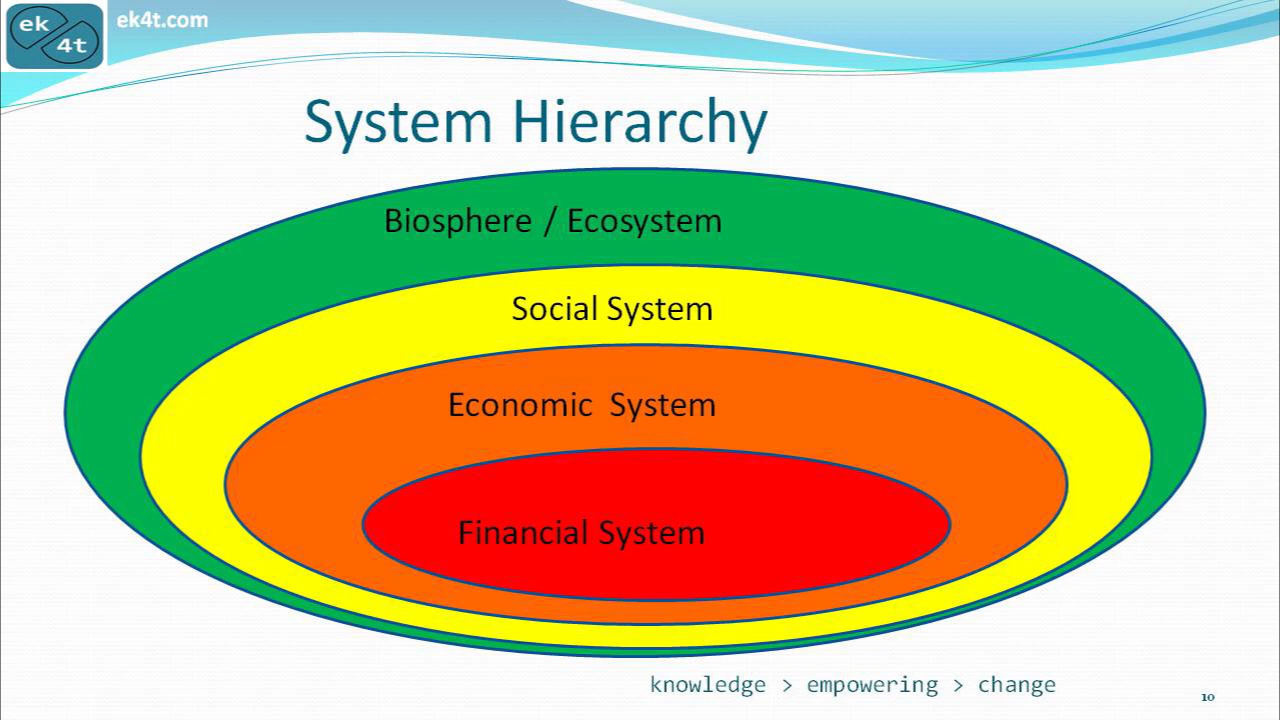 ek
4t
ek4t.com
System Hierarchy
Biosphere / Ecosystem
Social System
Economic  System
Financial System
knowledge > empowering > change
10